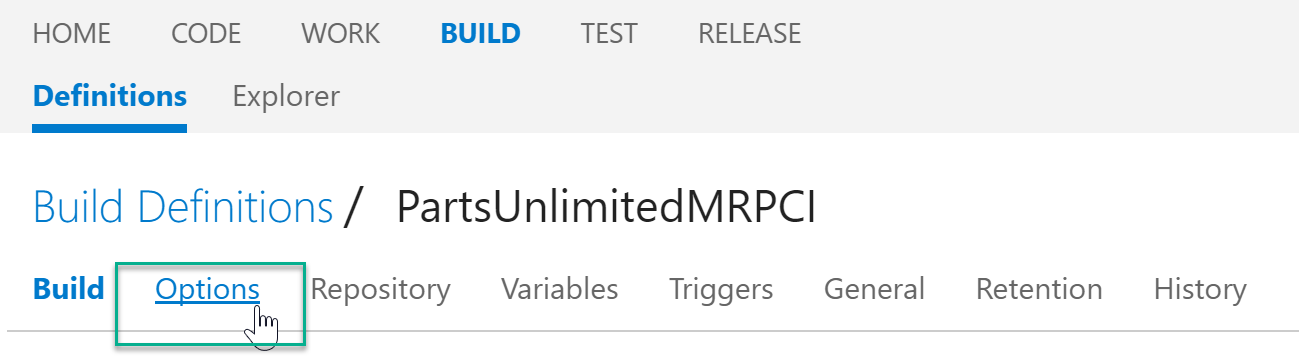 HOME CODE WORK BUILD TEST RELEASE
Definitions Explorer
Build Definitions / PartsUnlimitedMRPCI
Build Options Repository Variables Triggers General Retention History